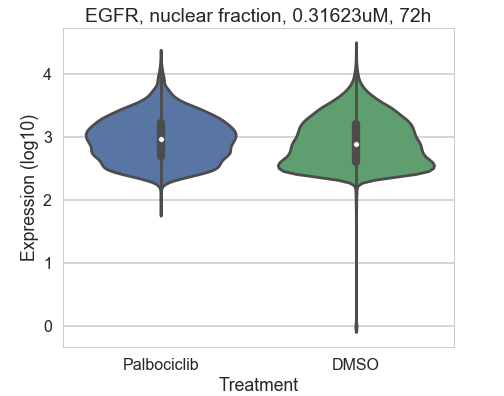 EGFR, nuclear fraction, 0.31623uM, 72h
Expression (log10)
4
3
2
1
0
Palbociclib DMSO
Treatment